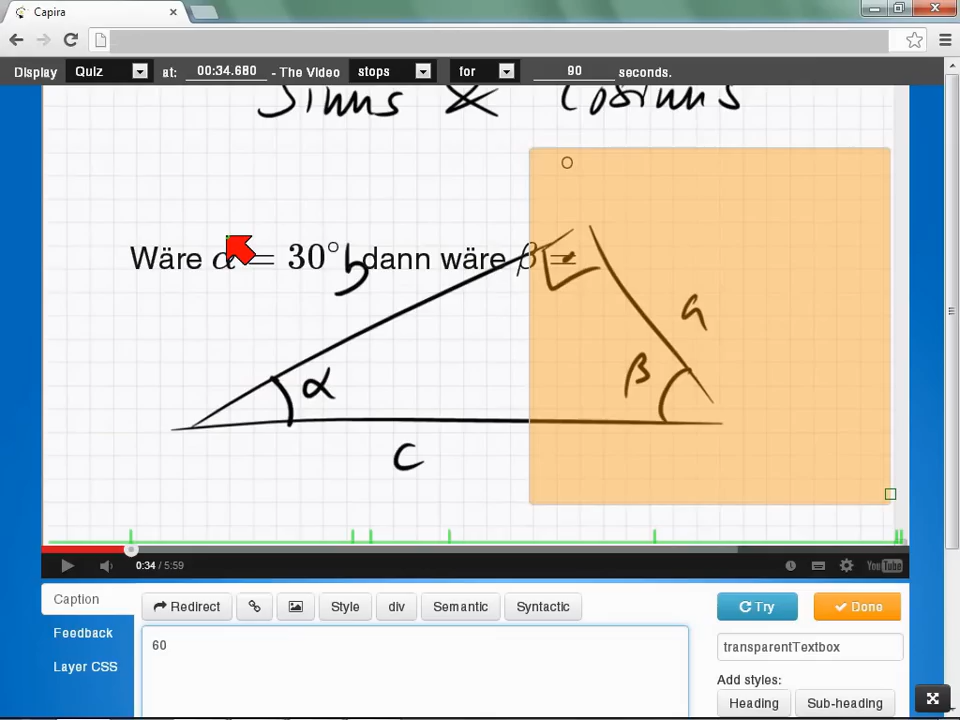 Capira
Display Quiz at: 00:34.680 - The Video stops for 90 seconds.
Sinus & Cosinus
Wäre α = 30° dann wäre β =
b
a
α
β
c
0:34 / 5:59
YouTube
Caption
Redirect
Style
div
Semantic
Syntactic
Try
Done
Feedback
60
transparentTextbox
Layer CSS
Add styles:
Heading
Sub-heading